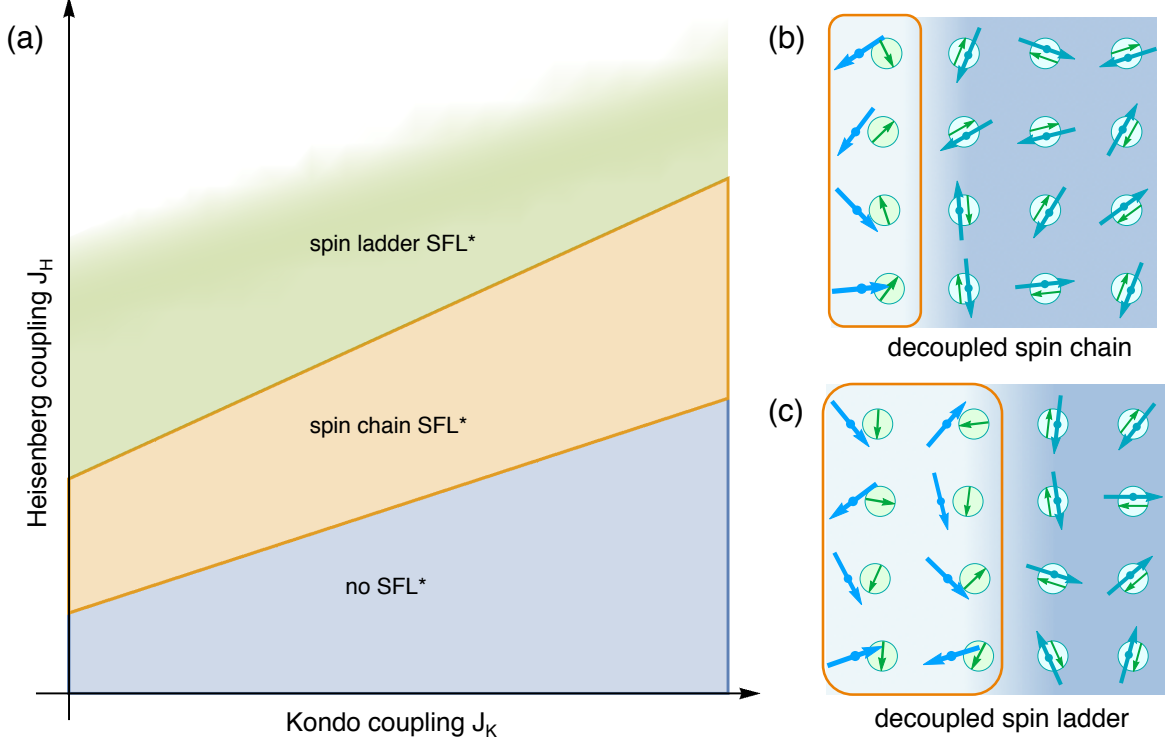 (a)
Heisenberg coupling J_H
spin ladder SFL*
spin chain SFL*
no SFL*
Kondo coupling J_K
(b)
decoupled spin chain
(c)
decoupled spin ladder